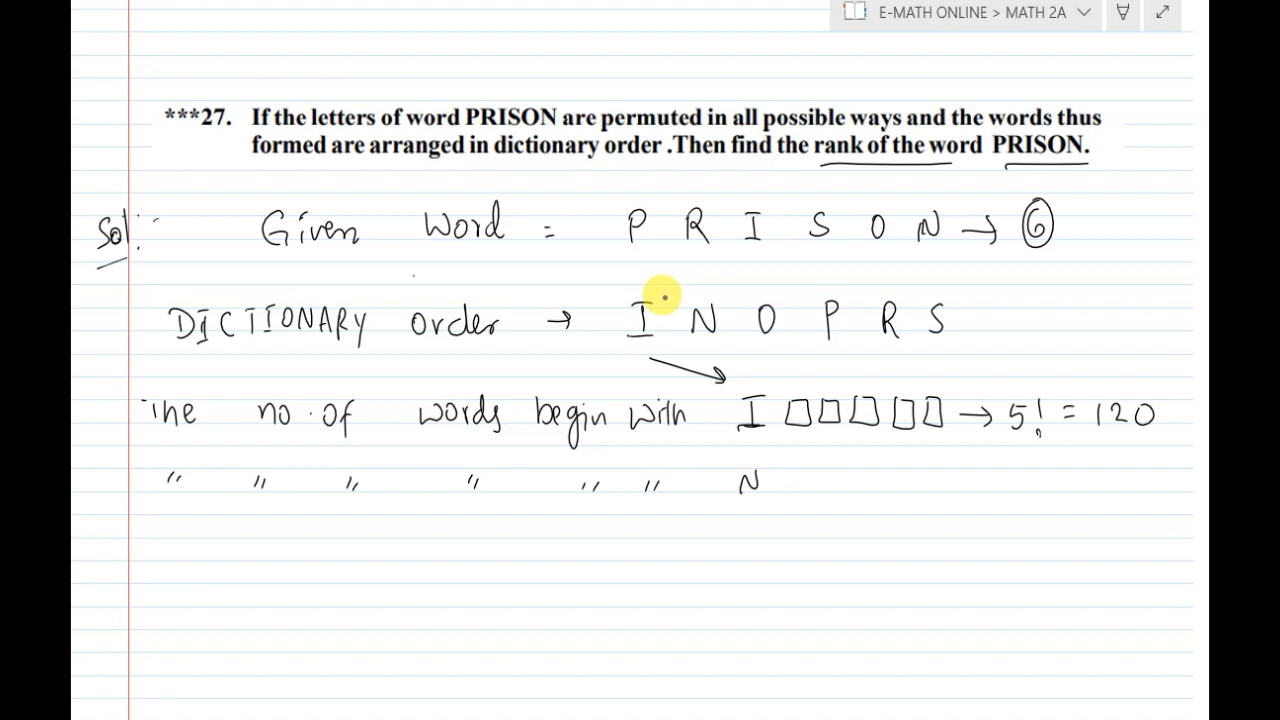 E-MATH ONLINE > MATH 2A
***27. If the letters of word PRISON are permuted in all possible ways and the words thus
formed are arranged in dictionary order .Then find the rank of the word PRISON.
Sol:- Given Word = P R I S O N → 6
DICTIONARY order → I N O P R S
The no. of words begin with I □□□□□ → 5! = 120
" " " " " " N